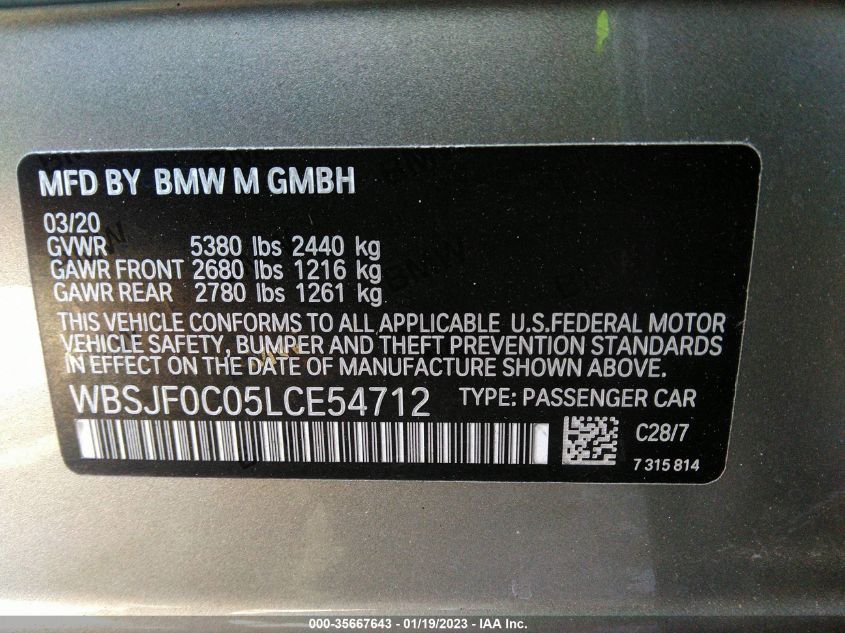 MFD BY BMW M GMBH
03/20
GVWR 5380 lbs 2440 kg
GAWR FRONT 2680 lbs 1216 kg
GAWR REAR 2780 lbs 1261 kg
THIS VEHICLE CONFORMS TO ALL APPLICABLE U.S.FEDERAL MOTOR
VEHICLE SAFETY, BUMPER AND THEFT PREVENTION STANDARDS
IN EFFECT ON THE DATE OF MANUFACTURE SHOWN ABOVE.
WBSJF0C05LCE54712 TYPE: PASSENGER CAR
C28/7
7 315 814
000-35667643 / 01/19/2023 - IAA Inc.